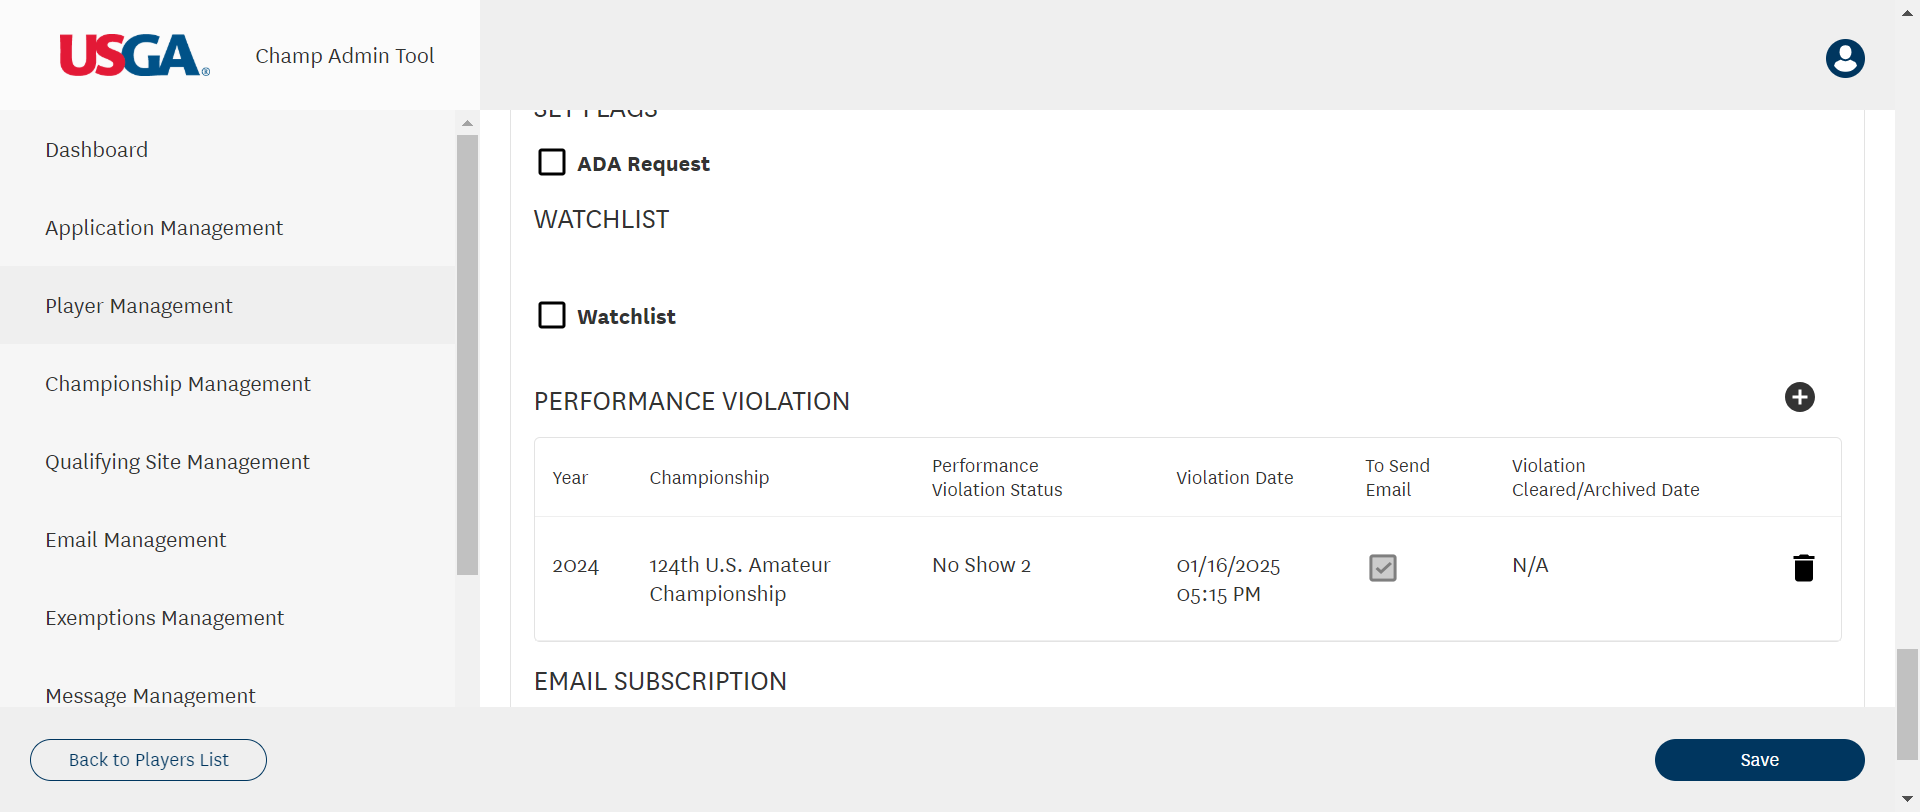 USGA®
Champ Admin Tool
Dashboard
Application Management
Player Management
Championship Management
Qualifying Site Management
Email Management
Exemptions Management
Message Management
SET FLAGS
ADA Request
WATCHLIST
Watchlist
PERFORMANCE VIOLATION
Year
Championship
Performance
Violation Status
Violation Date
To Send
Email
Violation
Cleared/Archived Date
2024
124th U.S. Amateur
Championship
No Show 2
01/16/2025
05:15 PM
N/A
EMAIL SUBSCRIPTION
Back to Players List
Save